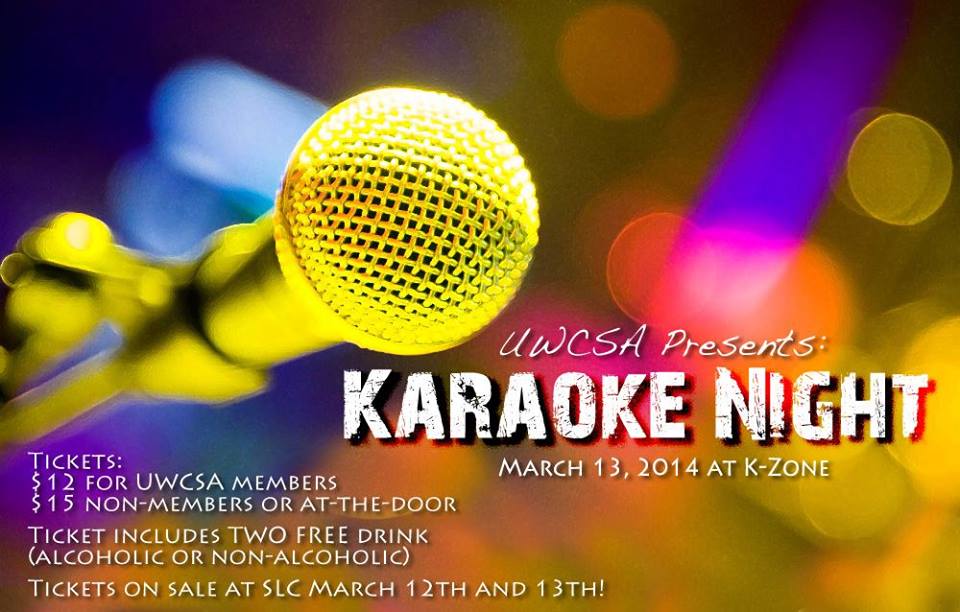 UWCSA Presents:
Karaoke Night
March 13, 2014 at K-Zone
Tickets:
$12 for UWCSA members
$15 non-members or at-the-door
Ticket includes TWO FREE drink
(alcoholic or non-alcoholic)
Tickets on sale at SLC March 12th and 13th!